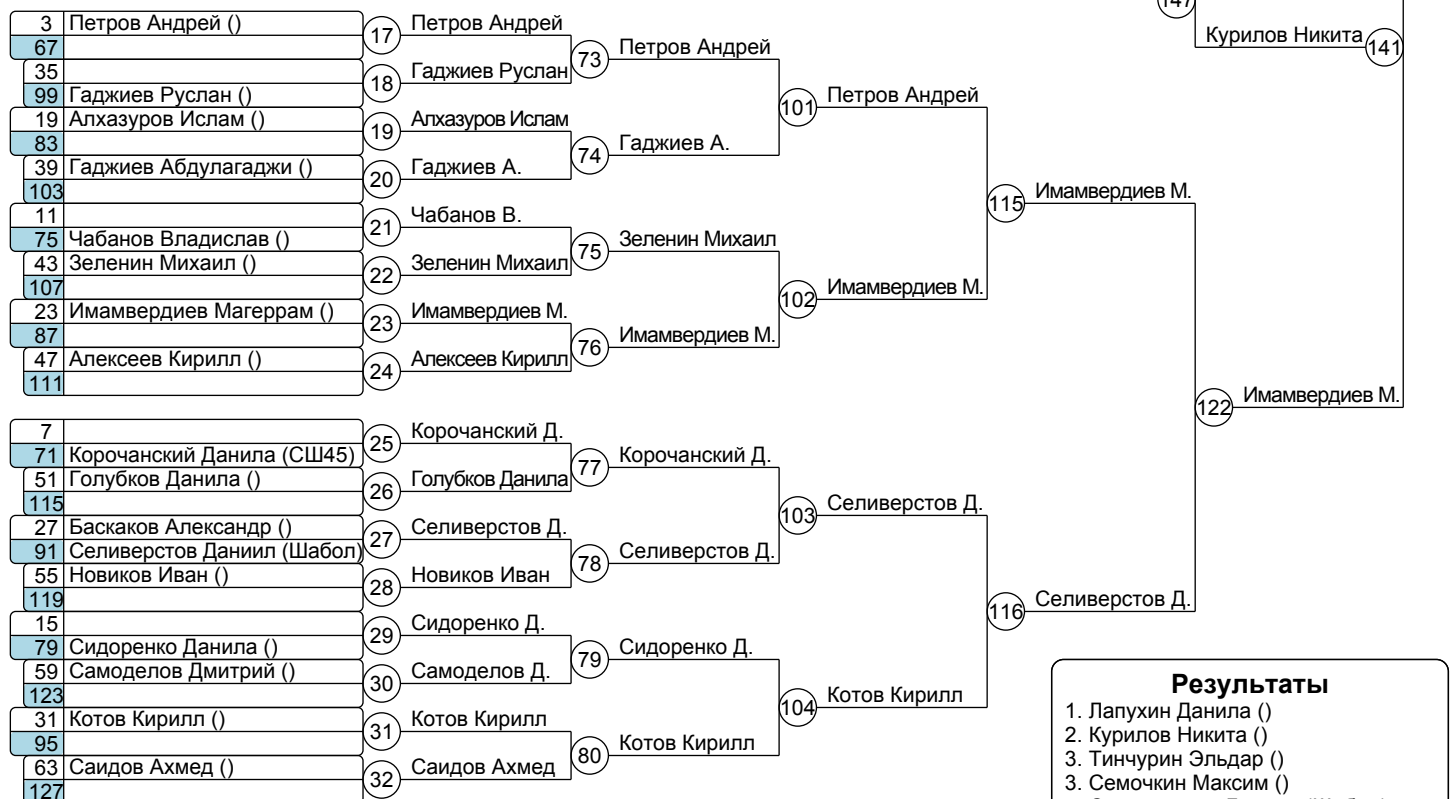 147
Курилов Никита
141
3 Петров Андрей ()
67
17
Петров Андрей
35
99 Гаджиев Руслан ()
18
Гаджиев Руслан
73
Петров Андрей
19 Алхазуров Ислам ()
83
19
Алхазуров Ислам
39 Гаджиев Абдулагаджи ()
103
20
Гаджиев А.
74
Гаджиев А.
101
Петров Андрей
11
75 Чабанов Владислав ()
21
Чабанов В.
43 Зеленин Михаил ()
107
22
Зеленин Михаил
75
Зеленин Михаил
23 Имамвердиев Магеррам ()
87
23
Имамвердиев М.
47 Алексеев Кирилл ()
111
24
Алексеев Кирилл
76
Имамвердиев М.
102
Имамвердиев М.
115
Имамвердиев М.
122
Имамвердиев М.
7
71 Корочанский Данила (СШ45)
25
Корочанский Д.
51 Голубков Данила ()
115
26
Голубков Данила
77
Корочанский Д.
27 Баскаков Александр ()
91 Селиверстов Даниил (Шабол)
27
Селиверстов Д.
55 Новиков Иван ()
119
28
Новиков Иван
78
Селиверстов Д.
103
Селиверстов Д.
15
79 Сидоренко Данила ()
29
Сидоренко Д.
59 Самоделов Дмитрий ()
123
30
Самоделов Д.
79
Сидоренко Д.
31 Котов Кирилл ()
95
31
Котов Кирилл
63 Саидов Ахмед ()
127
32
Саидов Ахмед
80
Котов Кирилл
104
Котов Кирилл
116
Селиверстов Д.
Результаты
1. Лапухин Данила ()
2. Курилов Никита ()
3. Тинчурин Эльдар ()
3. Семочкин Максим ()